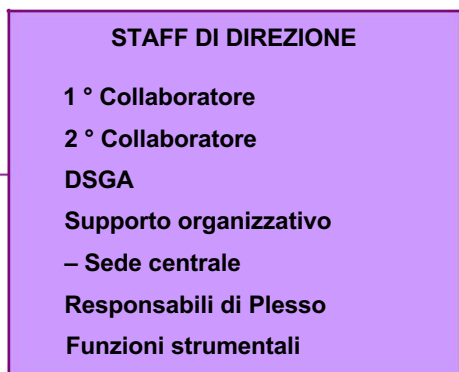 STAFF DI DIREZIONE
1 ° Collaboratore
2 ° Collaboratore
DSGA
Supporto organizzativo
– Sede centrale
Responsabili di Plesso
Funzioni strumentali